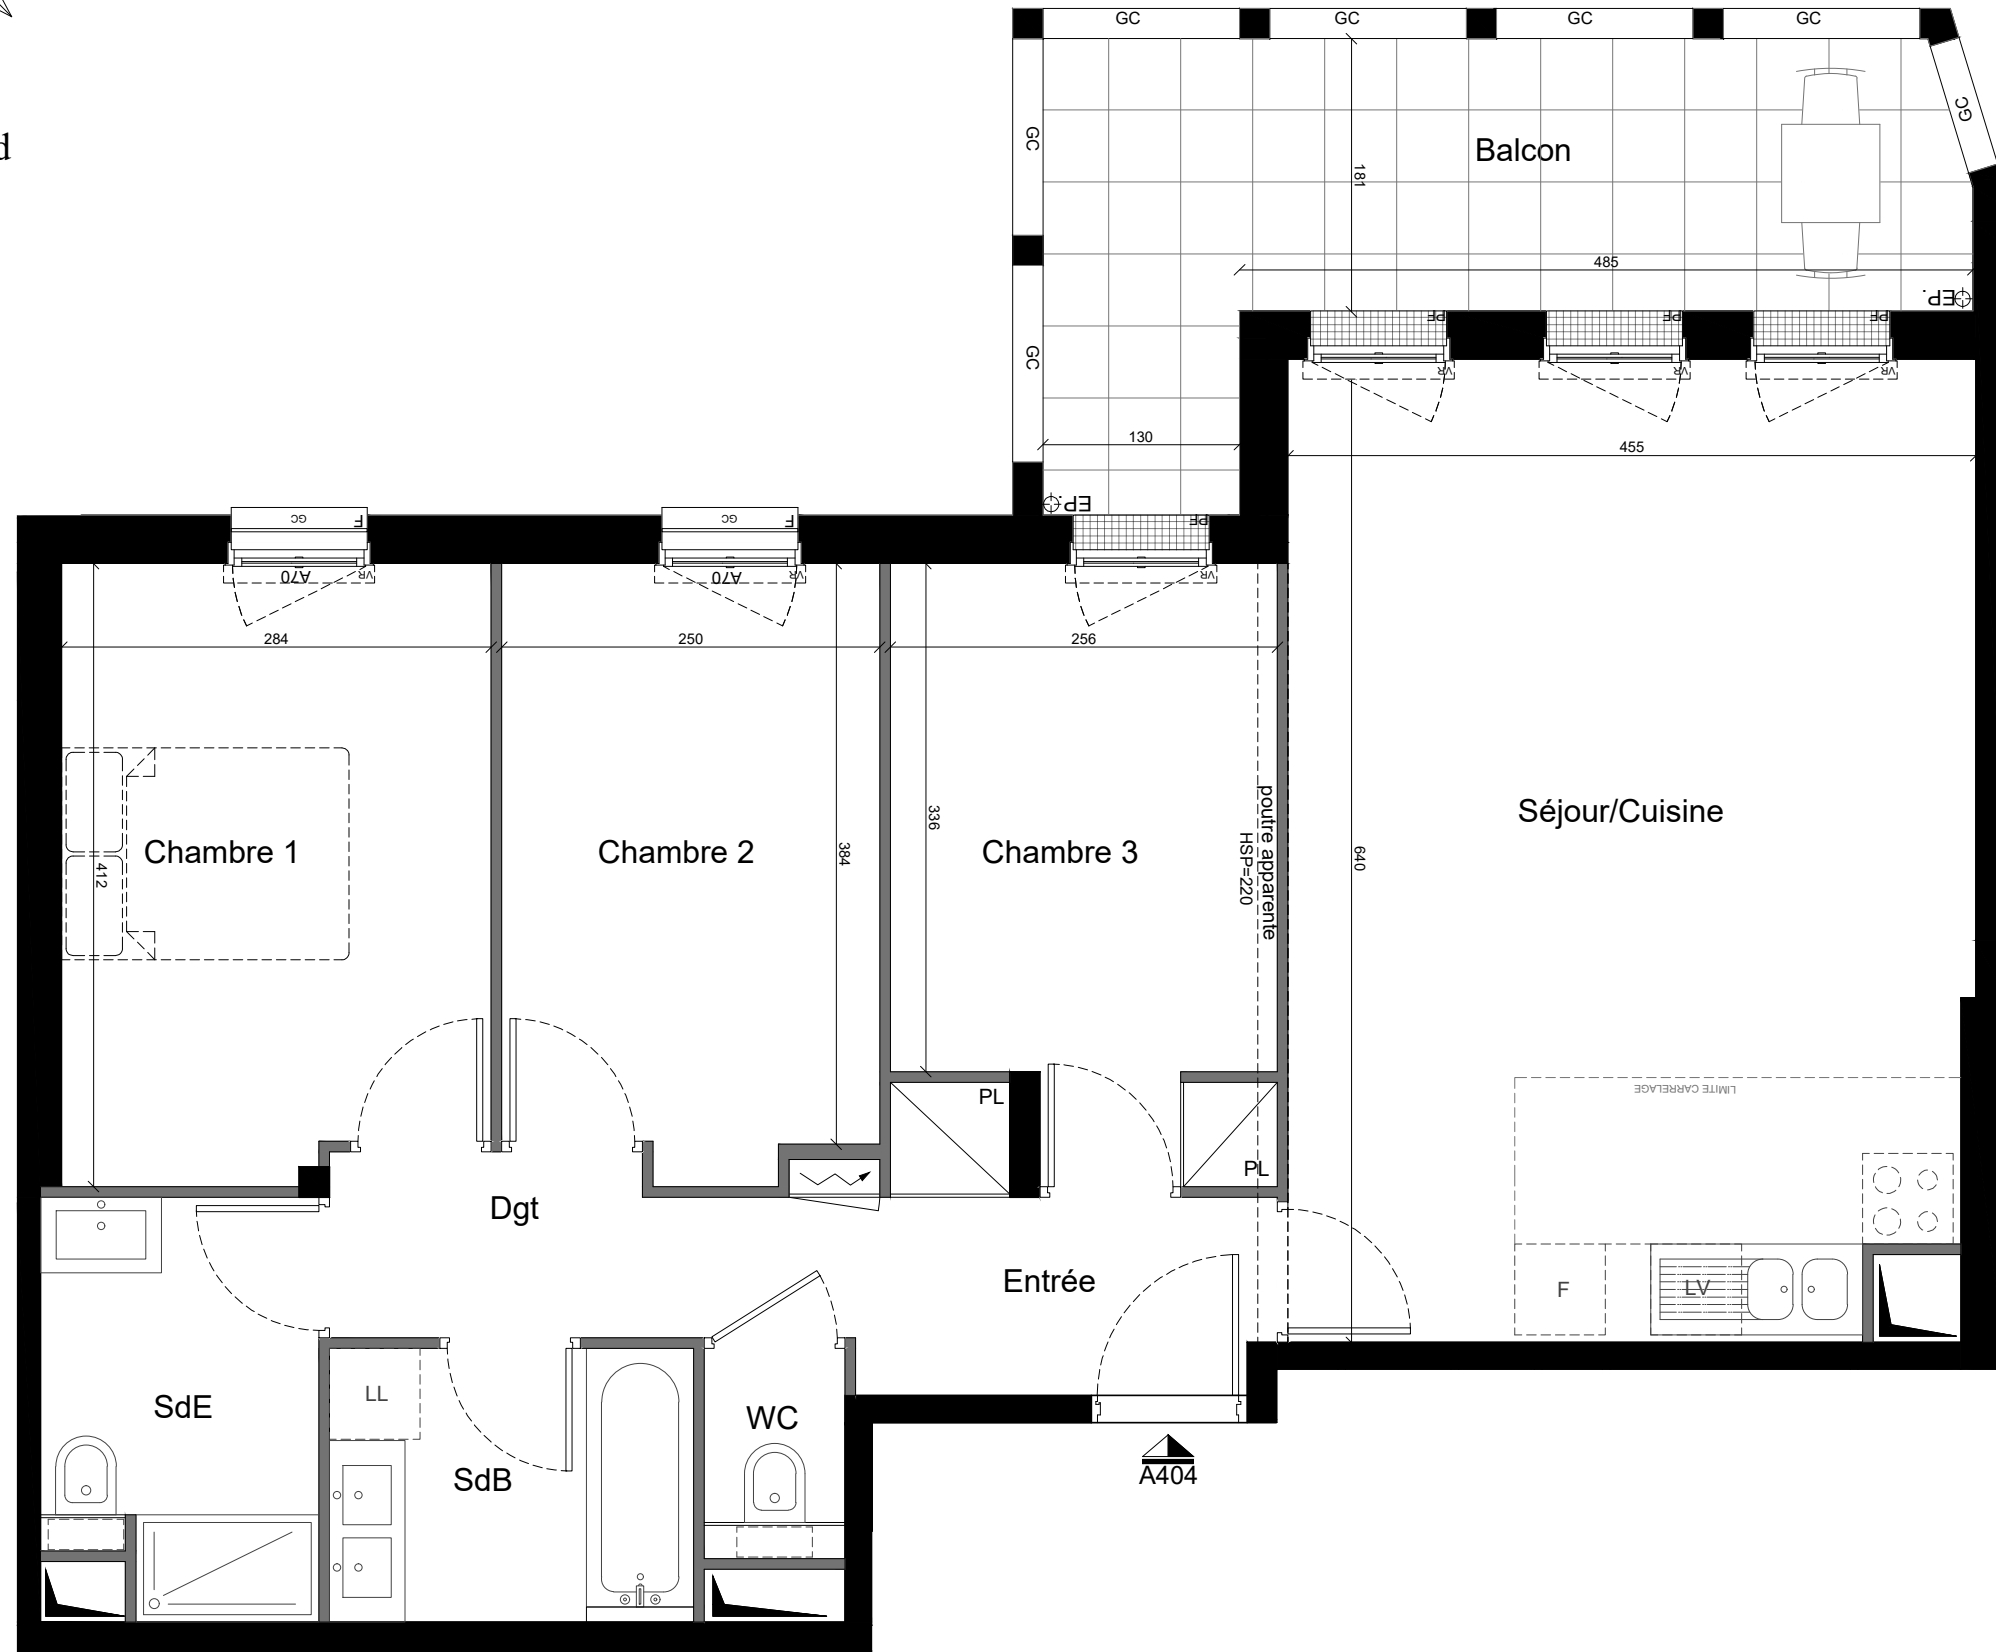 GC GC GC GC
GC
d
GC
Balcon
181
485
EP.
GC
PF PF PF
VR VR VR
130
455
EP.
GC F
GC F
PF
A70 VR
A70 VR
VR
284
250
256
poutre apparente
HSP=220
336
Séjour/Cuisine
Chambre 1
Chambre 2
Chambre 3
412
384
640
LIMITE CARRELAGE
PL
PL
Dgt
Entrée
F
LV
LL
SdE
WC
SdB
A404